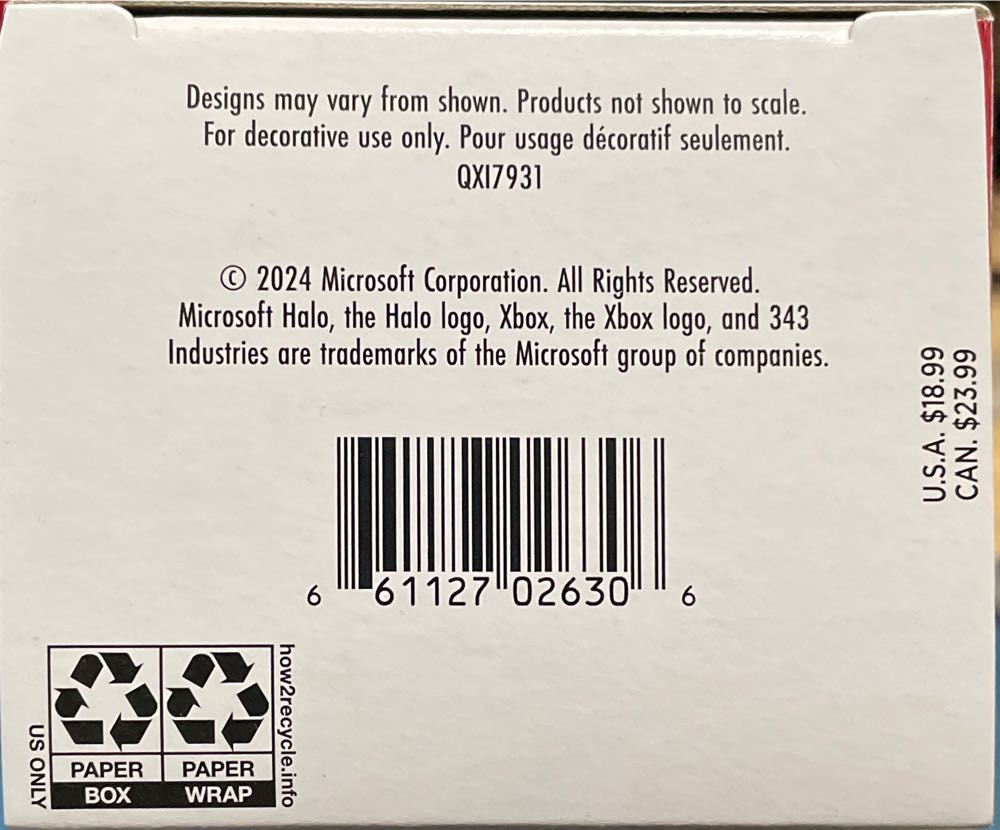 Designs may vary from shown. Products not shown to scale.
For decorative use only. Pour usage décoratif seulement.
QXI7931
© 2024 Microsoft Corporation. All Rights Reserved.
Microsoft Halo, the Halo logo, Xbox, the Xbox logo, and 343
Industries are trademarks of the Microsoft group of companies.
U.S.A. $18.99
CAN. $23.99
6 61127 02630 6
US ONLY
PAPER PAPER
BOX WRAP
how2recycle.info